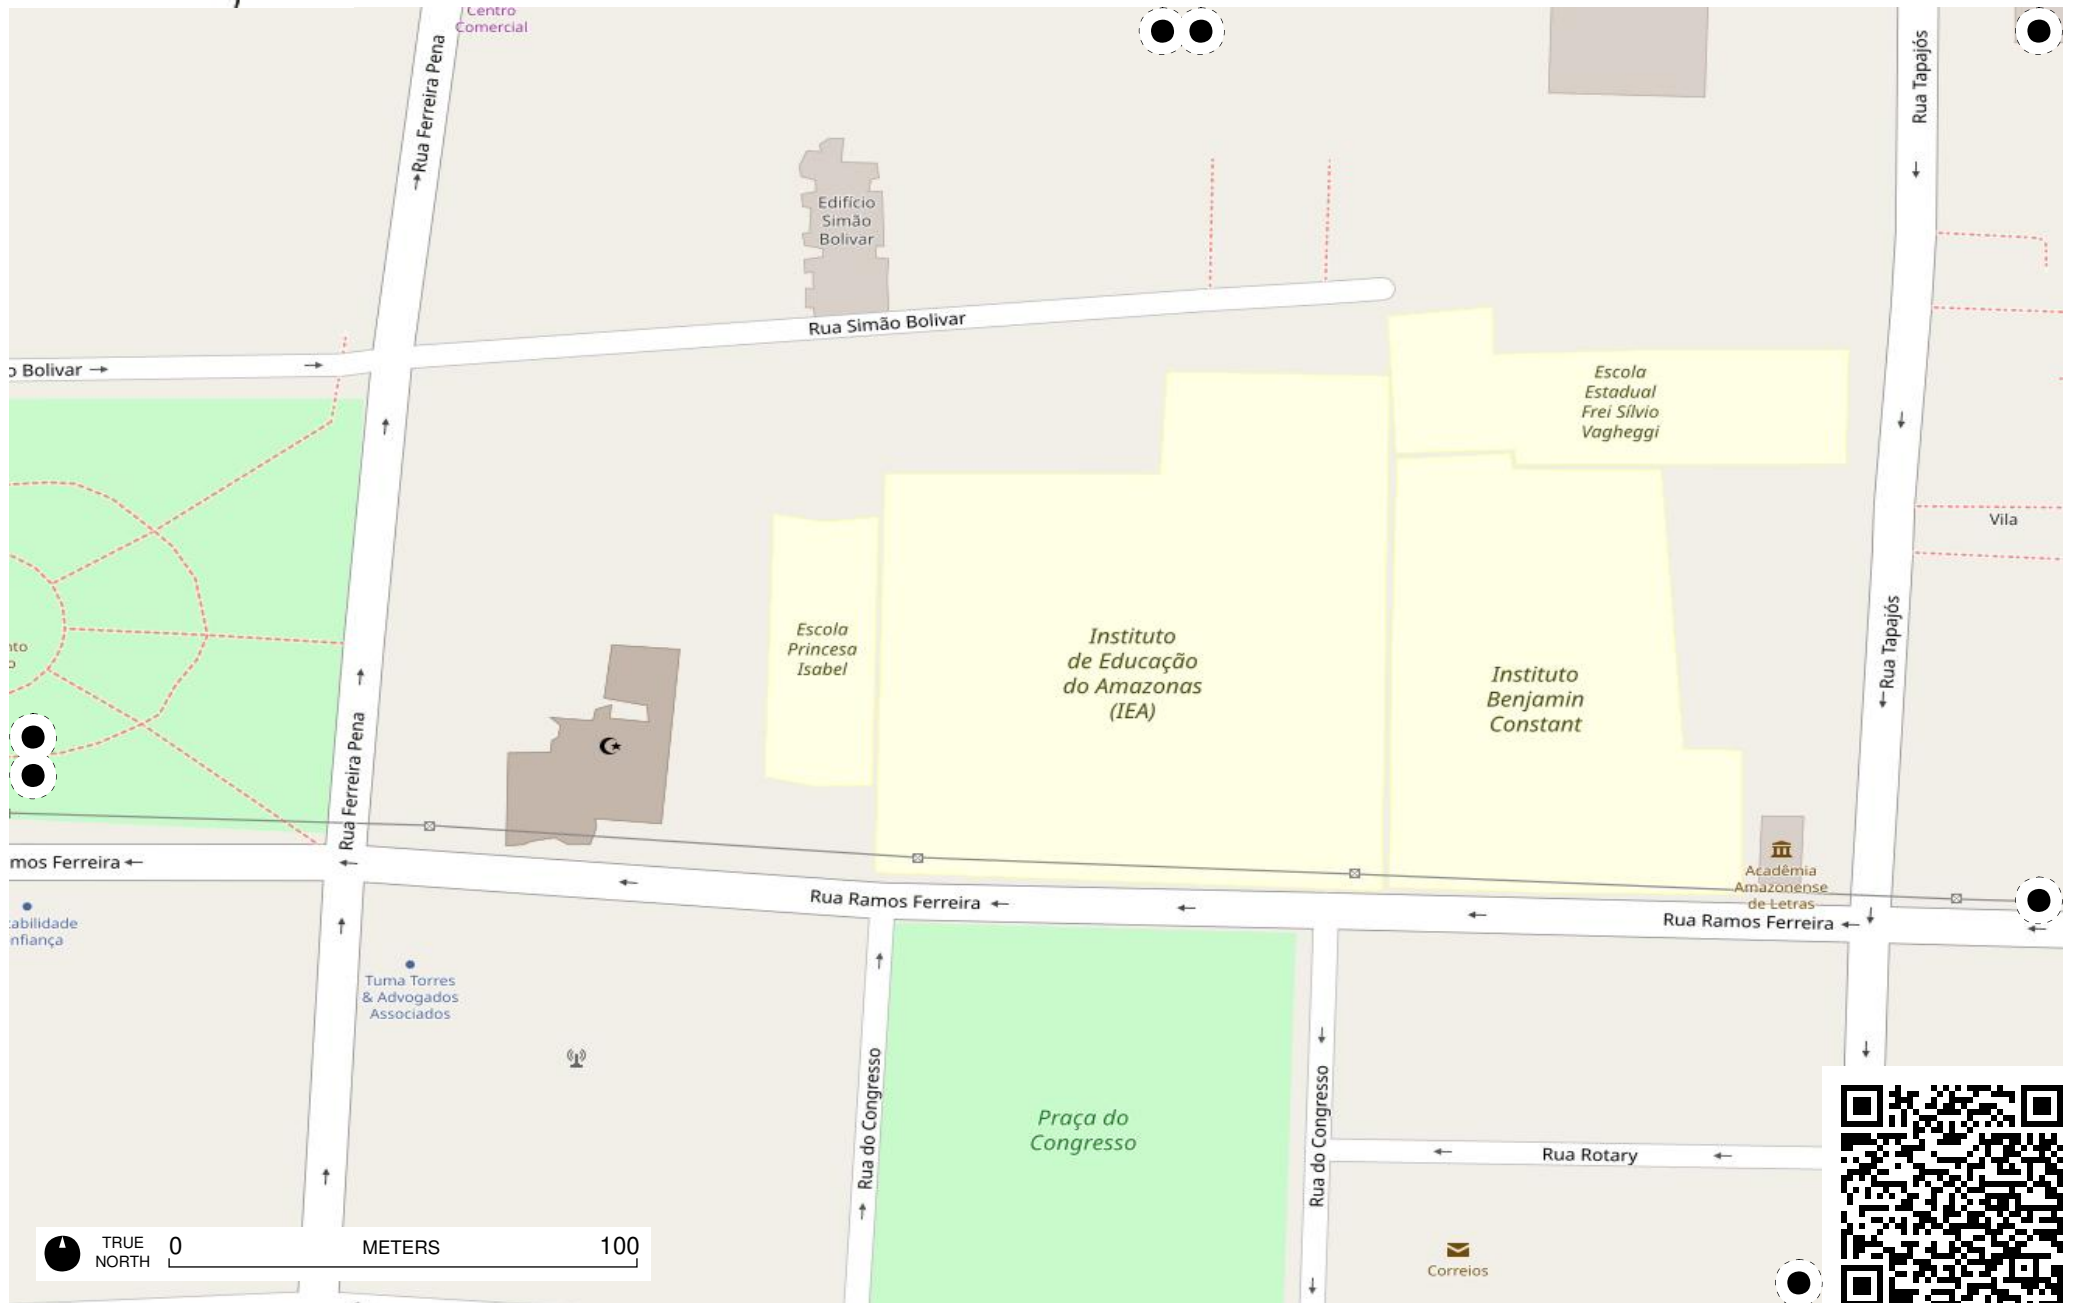 Centro
Comercial
Rua Ferreira Pena
Rua Tapajós
Edifício
Simão
Bolivar
Rua Simão Bolivar
Bolivar
Escola
Estadual
Frei Sílvio
Vagheggi
Vila
Escola
Princesa
Isabel
Instituto
de Educação
do Amazonas
(IEA)
Instituto
Benjamin
Constant
Rua Tapajós
Rua Ferreira Pena
Acadêmia
Amazonense
de Letras
mos Ferreira
Rua Ramos Ferreira
Rua Ramos Ferreira
abilidade
nfiança
Tuma Torres
& Advogados
Associados
Rua do Congresso
Praça do
Congresso
Rua do Congresso
Rua Rotary
Correios
TRUE
NORTH
0 METERS 100